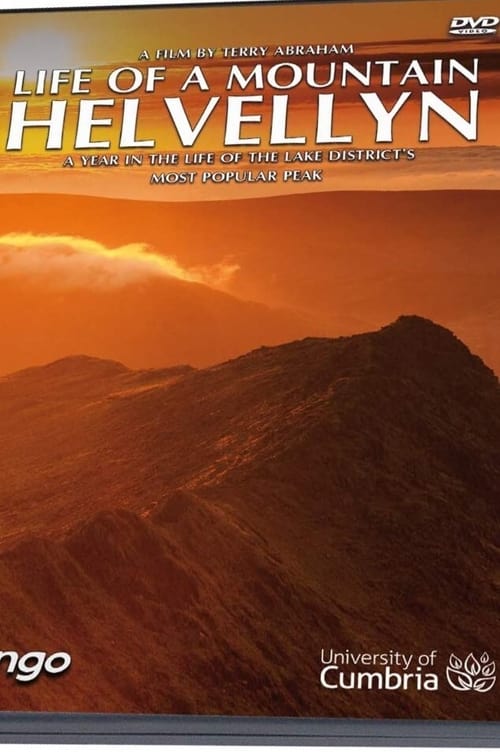 DVD
VIDEO
A FILM BY TERRY ABRAHAM
LIFE OF A MOUNTAIN
HELVELLYN
A YEAR IN THE LIFE OF THE LAKE DISTRICT'S
MOST POPULAR PEAK
ngo
University of
Cumbria